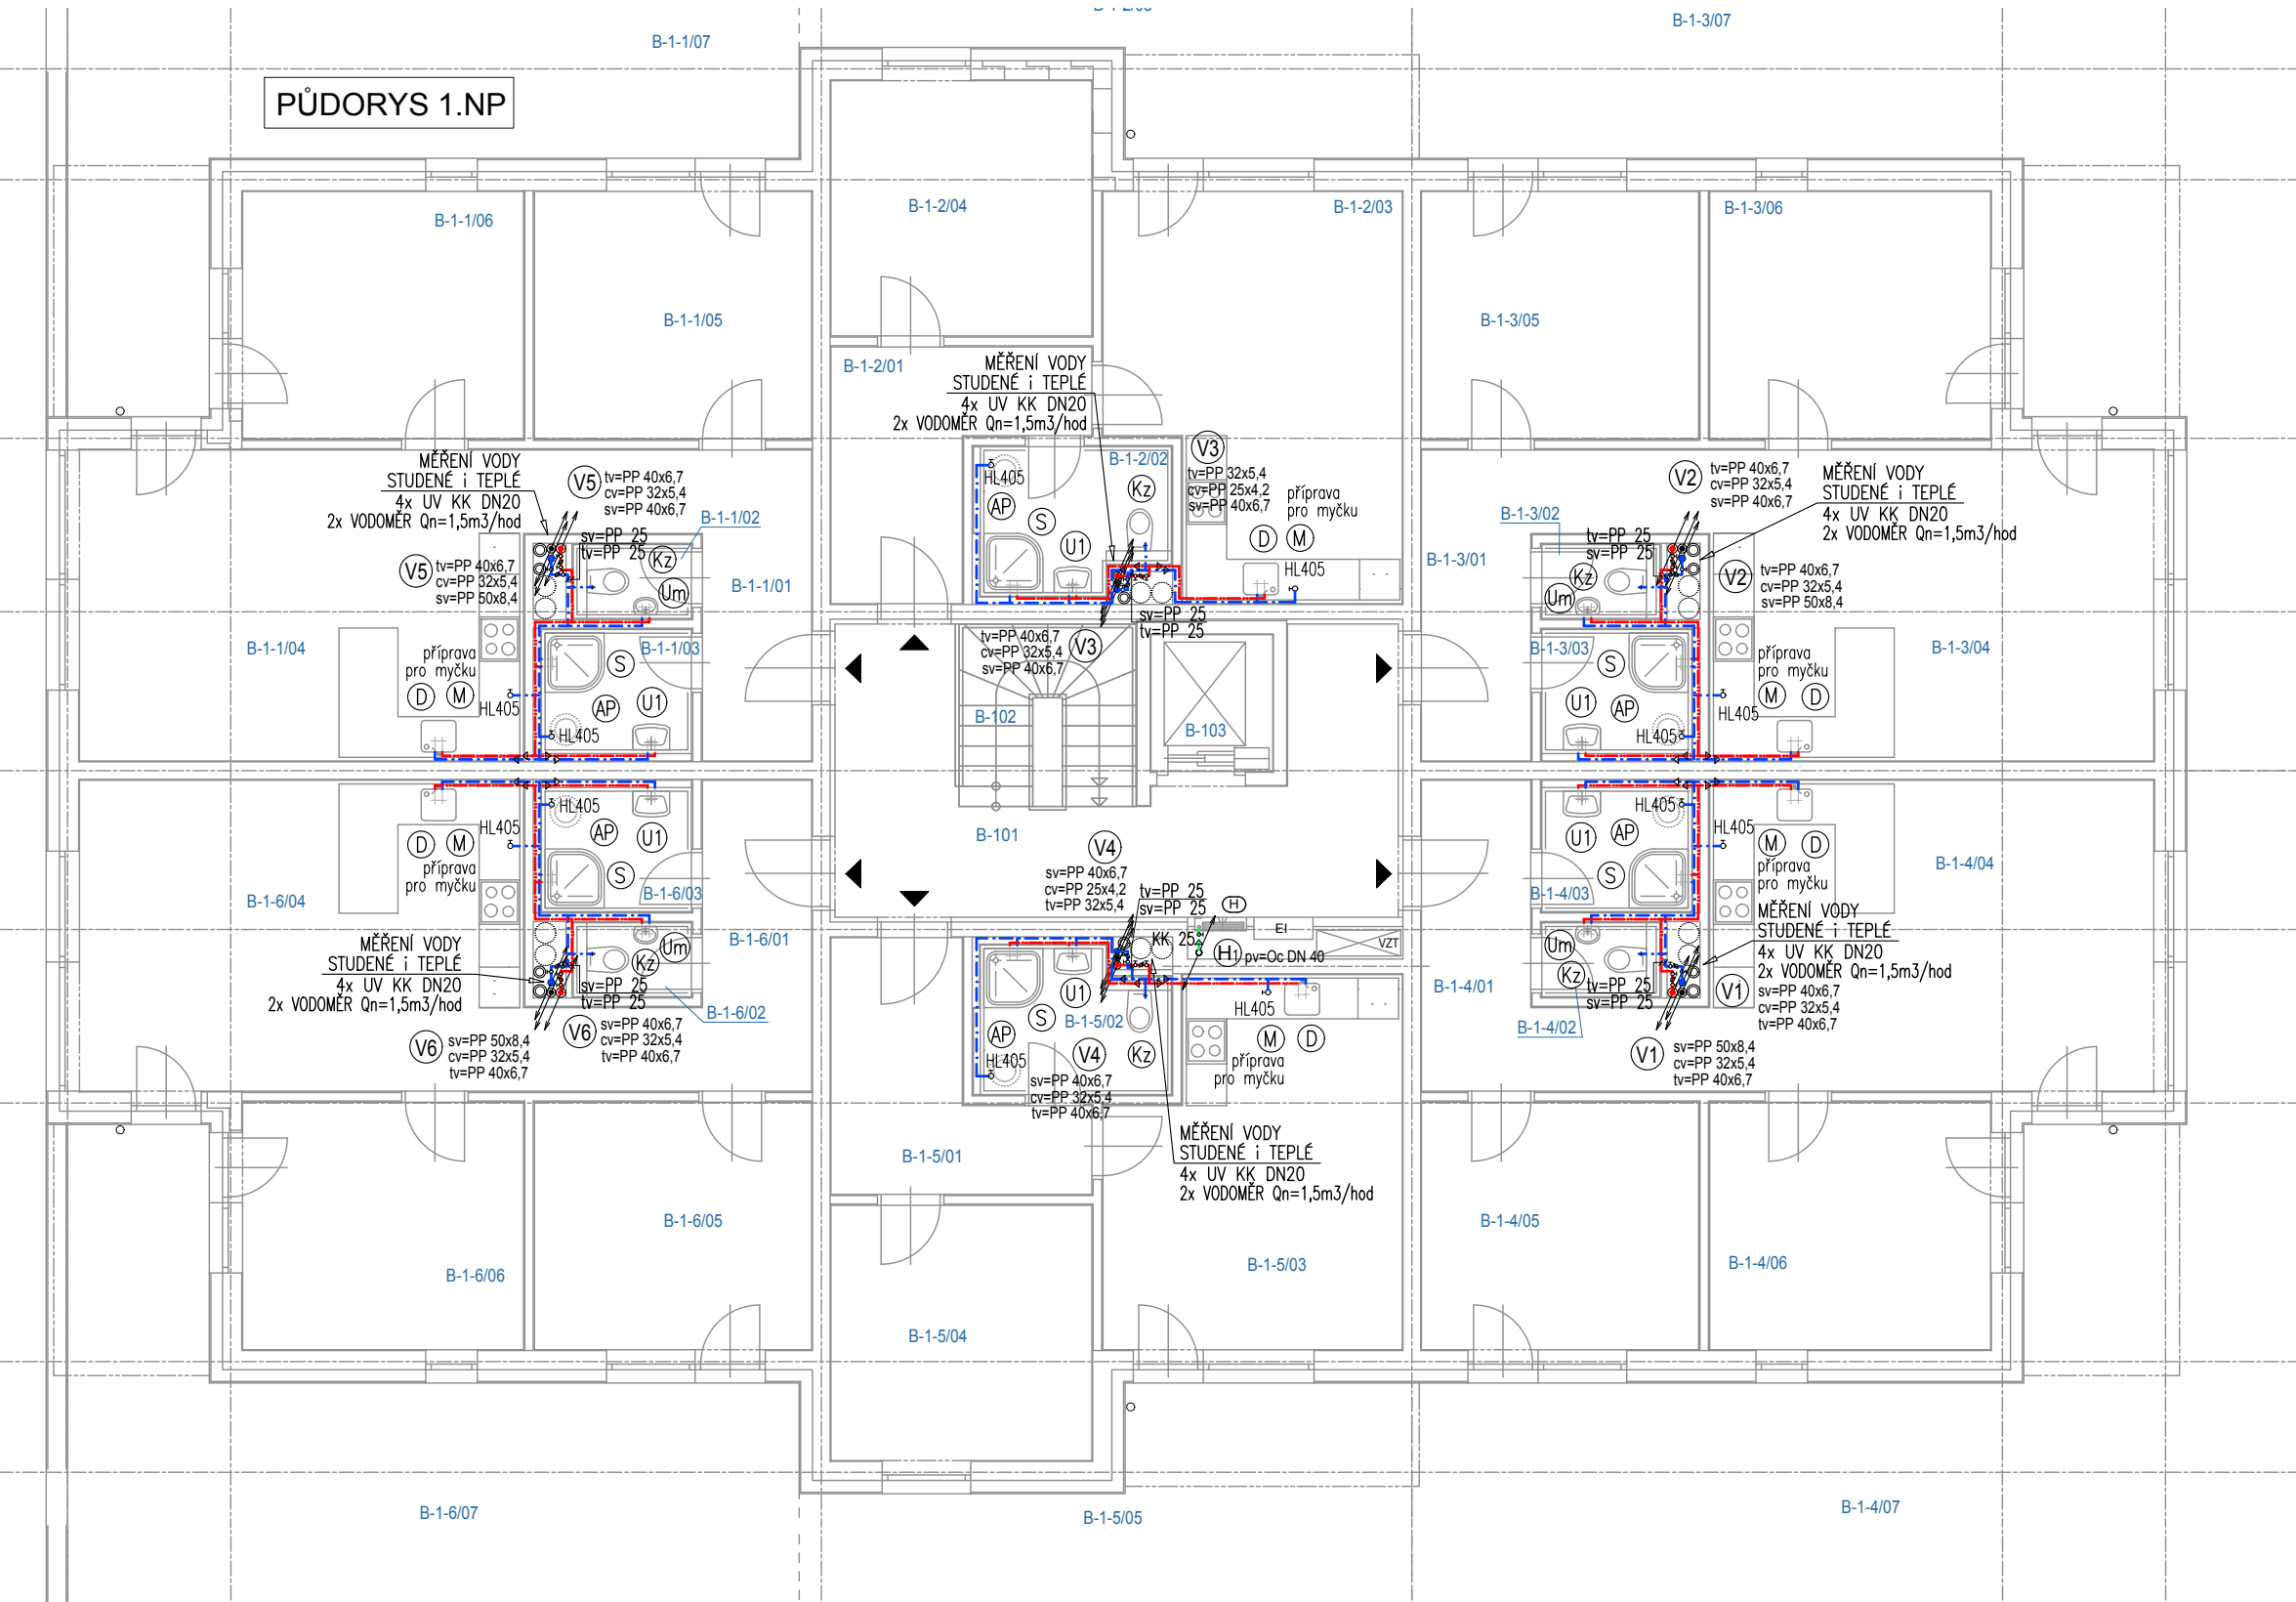 B-1-1/07
B-1-3/07
PŮDORYS 1.NP
B-1-1/06
B-1-2/04
B-1-2/03
B-1-3/06
B-1-1/05
B-1-3/05
B-1-2/01
MĚŘENÍ VODY
STUDENÉ i TEPLÉ
4x UV KK DN20
2x VODOMĚR Qn=1,5m3/hod
V3
tv=PP 32x5,4
cv=PP 25x4,2
sv=PP 40x6,7
B-1-2/02
HL405
AP
S
U1
Kz
příprava
pro myčku
D
M
HL405
sv=PP 25
tv=PP 25
tv=PP 40x6,7
cv=PP 32x5,4
sv=PP 40x6,7
V3
MĚŘENÍ VODY
STUDENÉ i TEPLÉ
4x UV KK DN20
2x VODOMĚR Qn=1,5m3/hod
V5
tv=PP 40x6,7
cv=PP 32x5,4
sv=PP 40x6,7
B-1-1/02
sv=PP 25
tv=PP 25
V5
tv=PP 40x6,7
cv=PP 32x5,4
sv=PP 50x8,4
Kz
Um
B-1-1/01
B-1-1/04
B-1-1/03
příprava
pro myčku
D
M
HL405
S
AP
U1
HL405
V2
tv=PP 40x6,7
cv=PP 32x5,4
sv=PP 40x6,7
MĚŘENÍ VODY
STUDENÉ i TEPLÉ
4x UV KK DN20
2x VODOMĚR Qn=1,5m3/hod
B-1-3/02
tv=PP 25
sv=PP 25
B-1-3/01
Kz
Um
V2
tv=PP 40x6,7
cv=PP 32x5,4
sv=PP 50x8,4
B-1-3/03
S
U1
AP
HL405
příprava
pro myčku
M
D
HL405
B-1-3/04
B-102
B-103
B-101
HL405
AP
U1
S
HL405
D
M
příprava
pro myčku
B-1-6/04
B-1-6/03
B-1-6/01
Um
Kz
MĚŘENÍ VODY
STUDENÉ i TEPLÉ
4x UV KK DN20
2x VODOMĚR Qn=1,5m3/hod
sv=PP 25
tv=PP 25
B-1-6/02
V6
sv=PP 40x6,7
cv=PP 32x5,4
tv=PP 40x6,7
V6
sv=PP 50x8,4
cv=PP 32x5,4
tv=PP 40x6,7
V4
sv=PP 40x6,7
cv=PP 25x4,2
tv=PP 32x5,4
tv=PP 25
sv=PP 25
KK 25
H
H1
pv=Oc DN 40
El
VZT
U1
S
AP
HL405
B-1-5/02
Kz
V4
sv=PP 40x6,7
cv=PP 32x5,4
tv=PP 40x6,7
HL405
M
D
příprava
pro myčku
MĚŘENÍ VODY
STUDENÉ i TEPLÉ
4x UV KK DN20
2x VODOMĚR Qn=1,5m3/hod
U1
AP
HL405
S
HL405
M
D
příprava
pro myčku
B-1-4/04
B-1-4/03
MĚŘENÍ VODY
STUDENÉ i TEPLÉ
4x UV KK DN20
2x VODOMĚR Qn=1,5m3/hod
Um
Kz
B-1-4/01
tv=PP 25
sv=PP 25
B-1-4/02
V1
sv=PP 40x6,7
cv=PP 32x5,4
tv=PP 40x6,7
V1
sv=PP 50x8,4
cv=PP 32x5,4
tv=PP 40x6,7
B-1-5/01
B-1-6/05
B-1-4/05
B-1-6/06
B-1-5/03
B-1-4/06
B-1-5/04
B-1-6/07
B-1-5/05
B-1-4/07